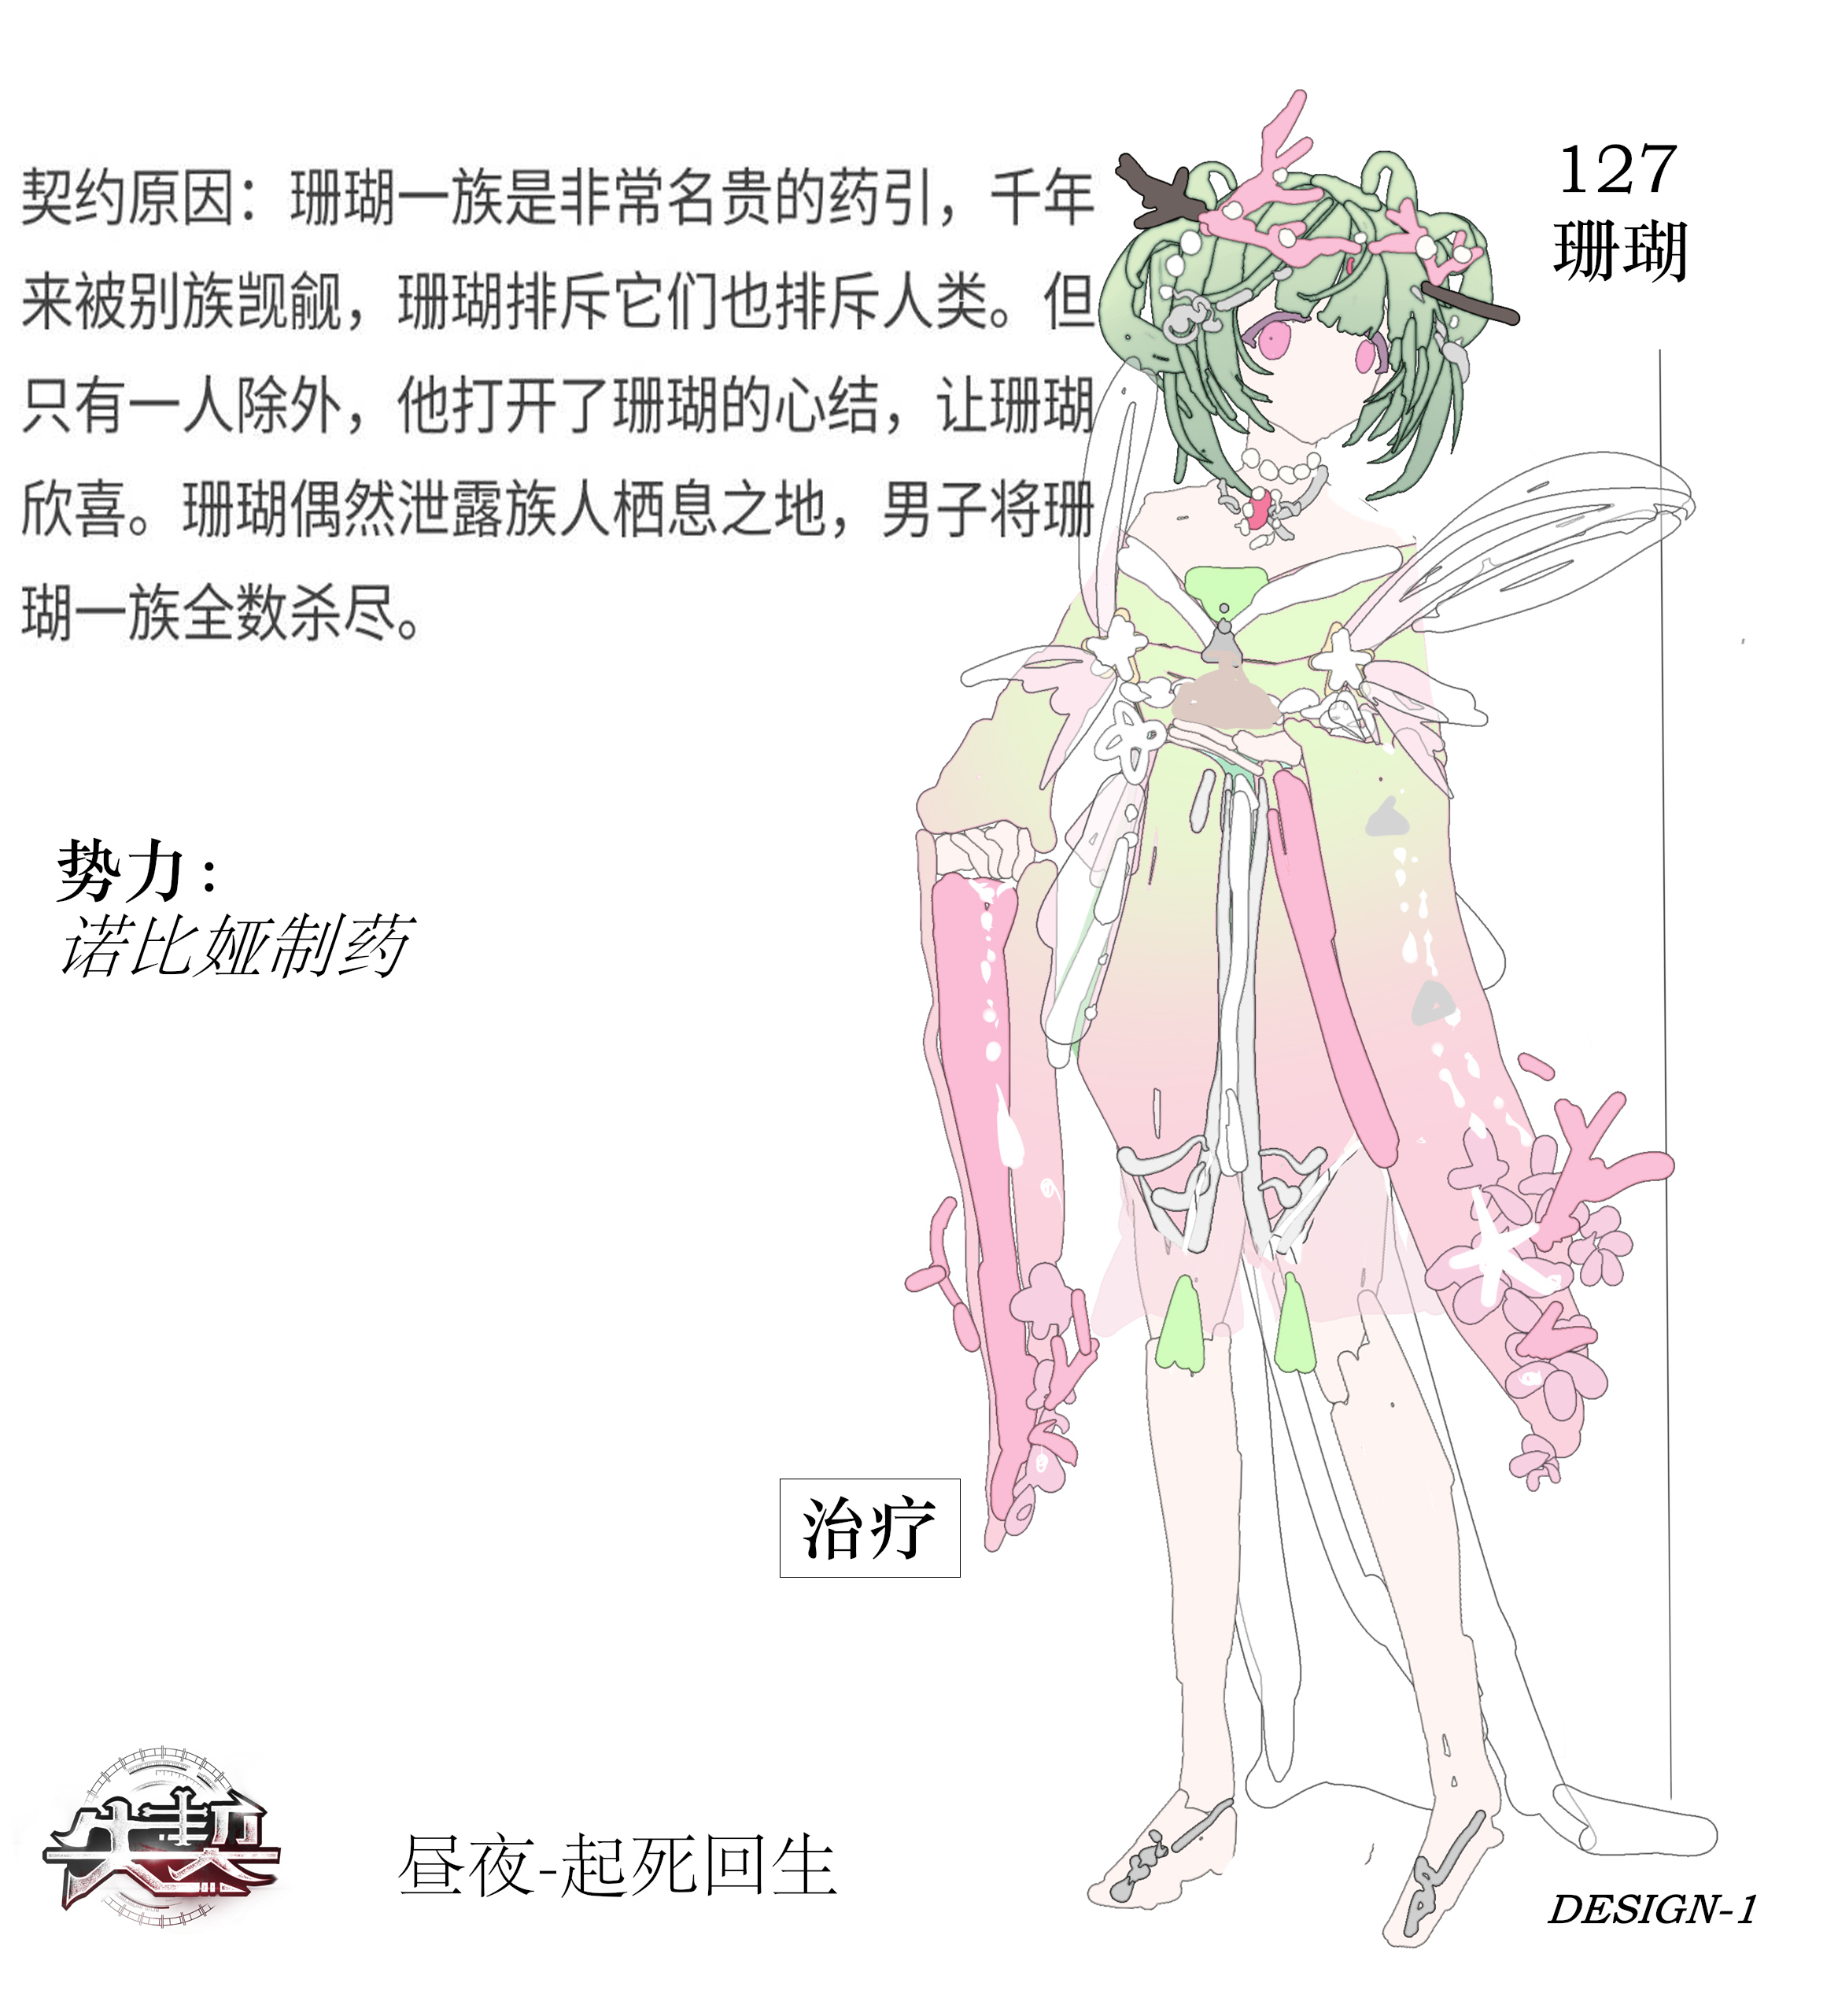 契约原因：珊瑚一族是非常名贵的药引，千年
来被别族觊觎，珊瑚排斥它们也排斥人类。但
只有一人除外，他打开了珊瑚的心结，让珊瑚
欣喜。珊瑚偶然泄露族人栖息之地，男子将珊
瑚一族全数杀尽。
127
珊瑚
势力：
诺比娅制药
治疗
失契
昼夜-起死回生
DESIGN-1